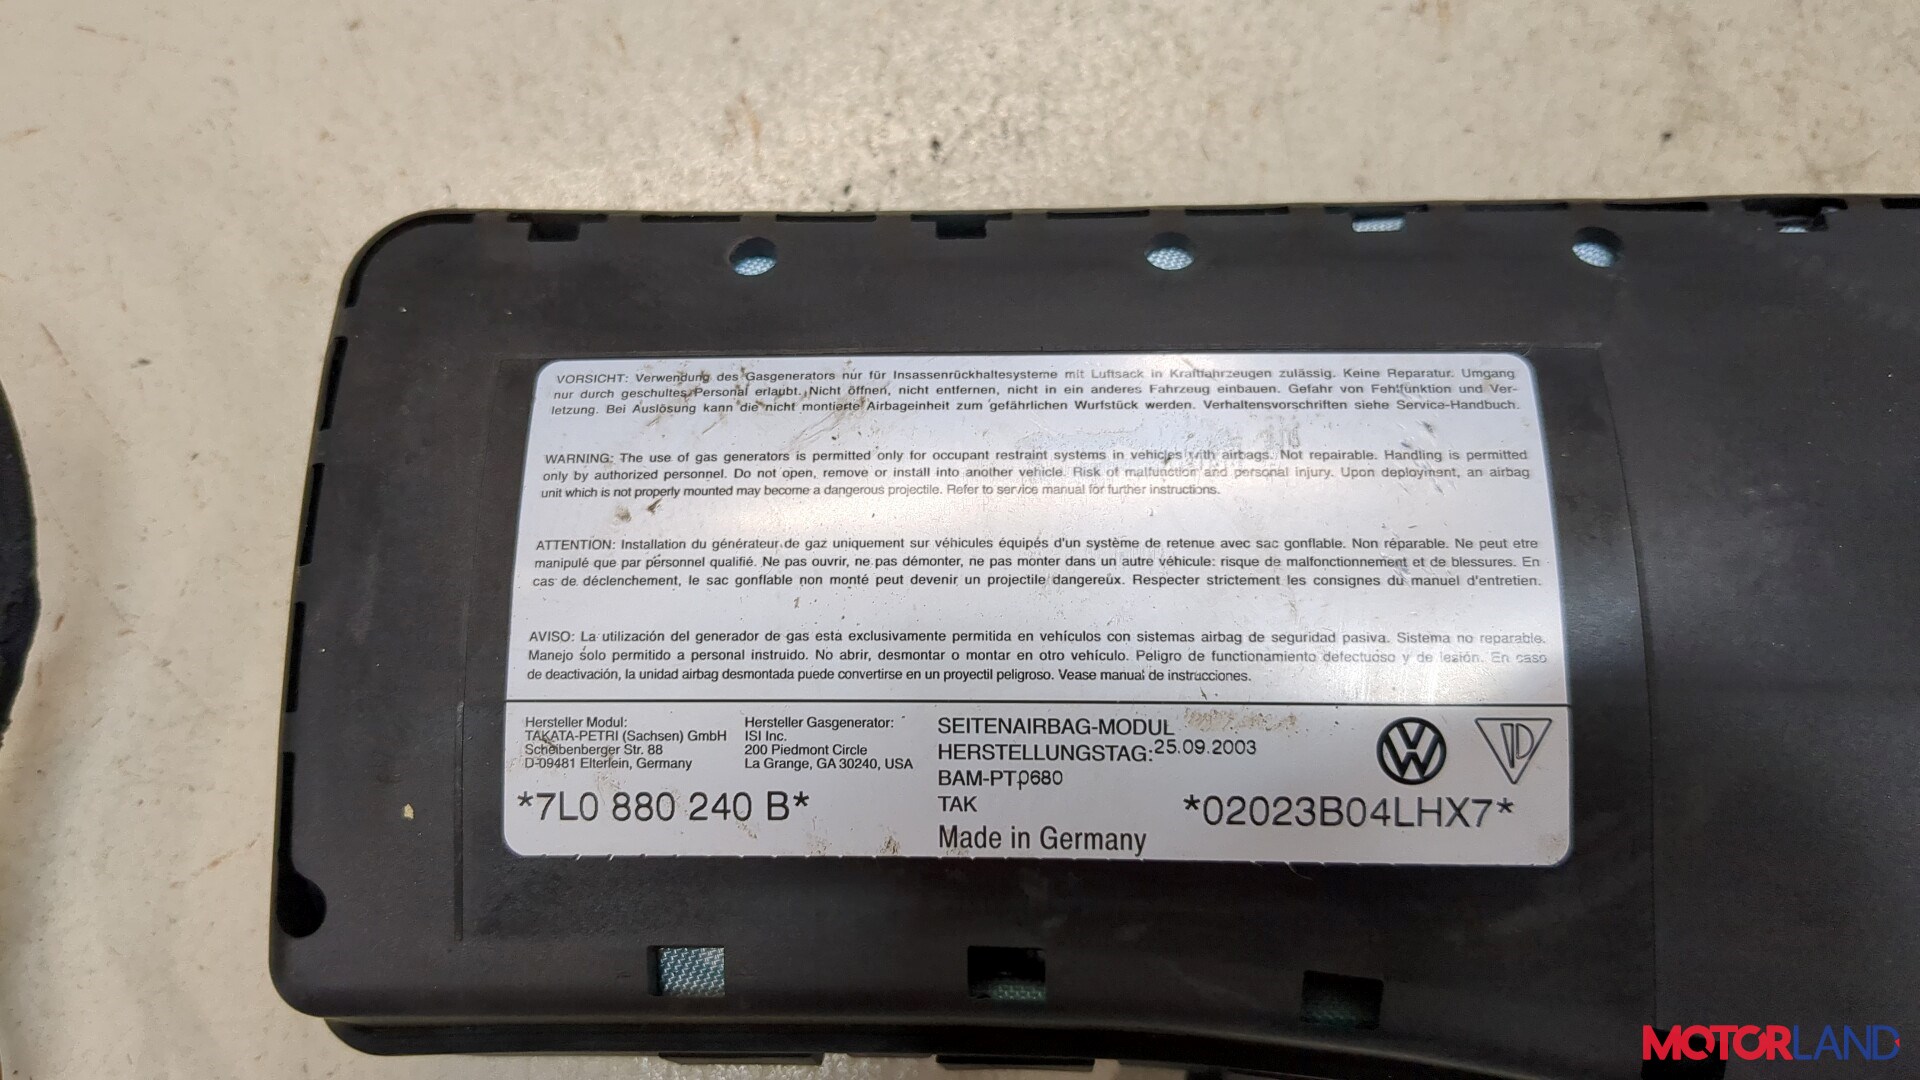 VORSICHT: Verwendung des Gasgenerators nur für Insassenrückhaltesysteme mit Luftsack in Kraftfahrzeugen zulässig. Keine Reparatur. Umgang
nur durch geschultes Personal erlaubt. Nicht öffnen, nicht entfernen, nicht in ein anderes Fahrzeug einbauen. Gefahr von Fehlfunktion und Ver-
letzung. Bei Auslösung kann die nicht montierte Airbageinheit zum gefährlichen Wurfstück werden. Verhaltensvorschriften siehe Service-Handbuch.
WARNING: The use of gas generators is permitted only for occupant restraint systems in vehicles with airbags. Not repairable. Handling is permitted
only by authorized personnel. Do not open, remove or install into another vehicle. Risk of malfunction and personal injury. Upon deployment, an airbag
unit which is not properly mounted may become a dangerous projectile. Refer to service manual for further instructions.
ATTENTION: Installation du générateur de gaz uniquement sur véhicules équipés d'un système de retenue avec sac gonflable. Non réparable. Ne peut etre
manipulé que par personnel qualifié. Ne pas ouvrir, ne pas démonter, ne pas monter dans un autre véhicule: risque de malfonctionnement et de blessures. En
cas de déclenchement, le sac gonflable non monté peut devenir un projectile dangereux. Respecter strictement les consignes du manuel d'entretien.
AVISO: La utilización del generador de gas esta exclusivamente permitida en vehículos con sistemas airbag de seguridad pasiva. Sistema no reparable.
Manejo solo permitido a personal instruido. No abrir, desmontar o montar en otro vehículo. Peligro de functionamiento defectuoso y de lesión. En caso
de deactivación, la unidad airbag desmontada puede convertirse en un proyectil peligroso. Vease manual de instrucciones.
Hersteller Modul:
TAKATA-PETRI (Sachsen) GmbH
Scheibenberger Str. 88
D-09481 Elterlein, Germany
Hersteller Gasgenerator:
ISI Inc.
200 Piedmont Circle
La Grange, GA 30240, USA
*7L0 880 240 B*
SEITENAIRBAG-MODUL
HERSTELLUNGSTAG: 25.09.2003
BAM-PT 0680
TAK
Made in Germany
*02023B04LHX7*
MOTORLAND